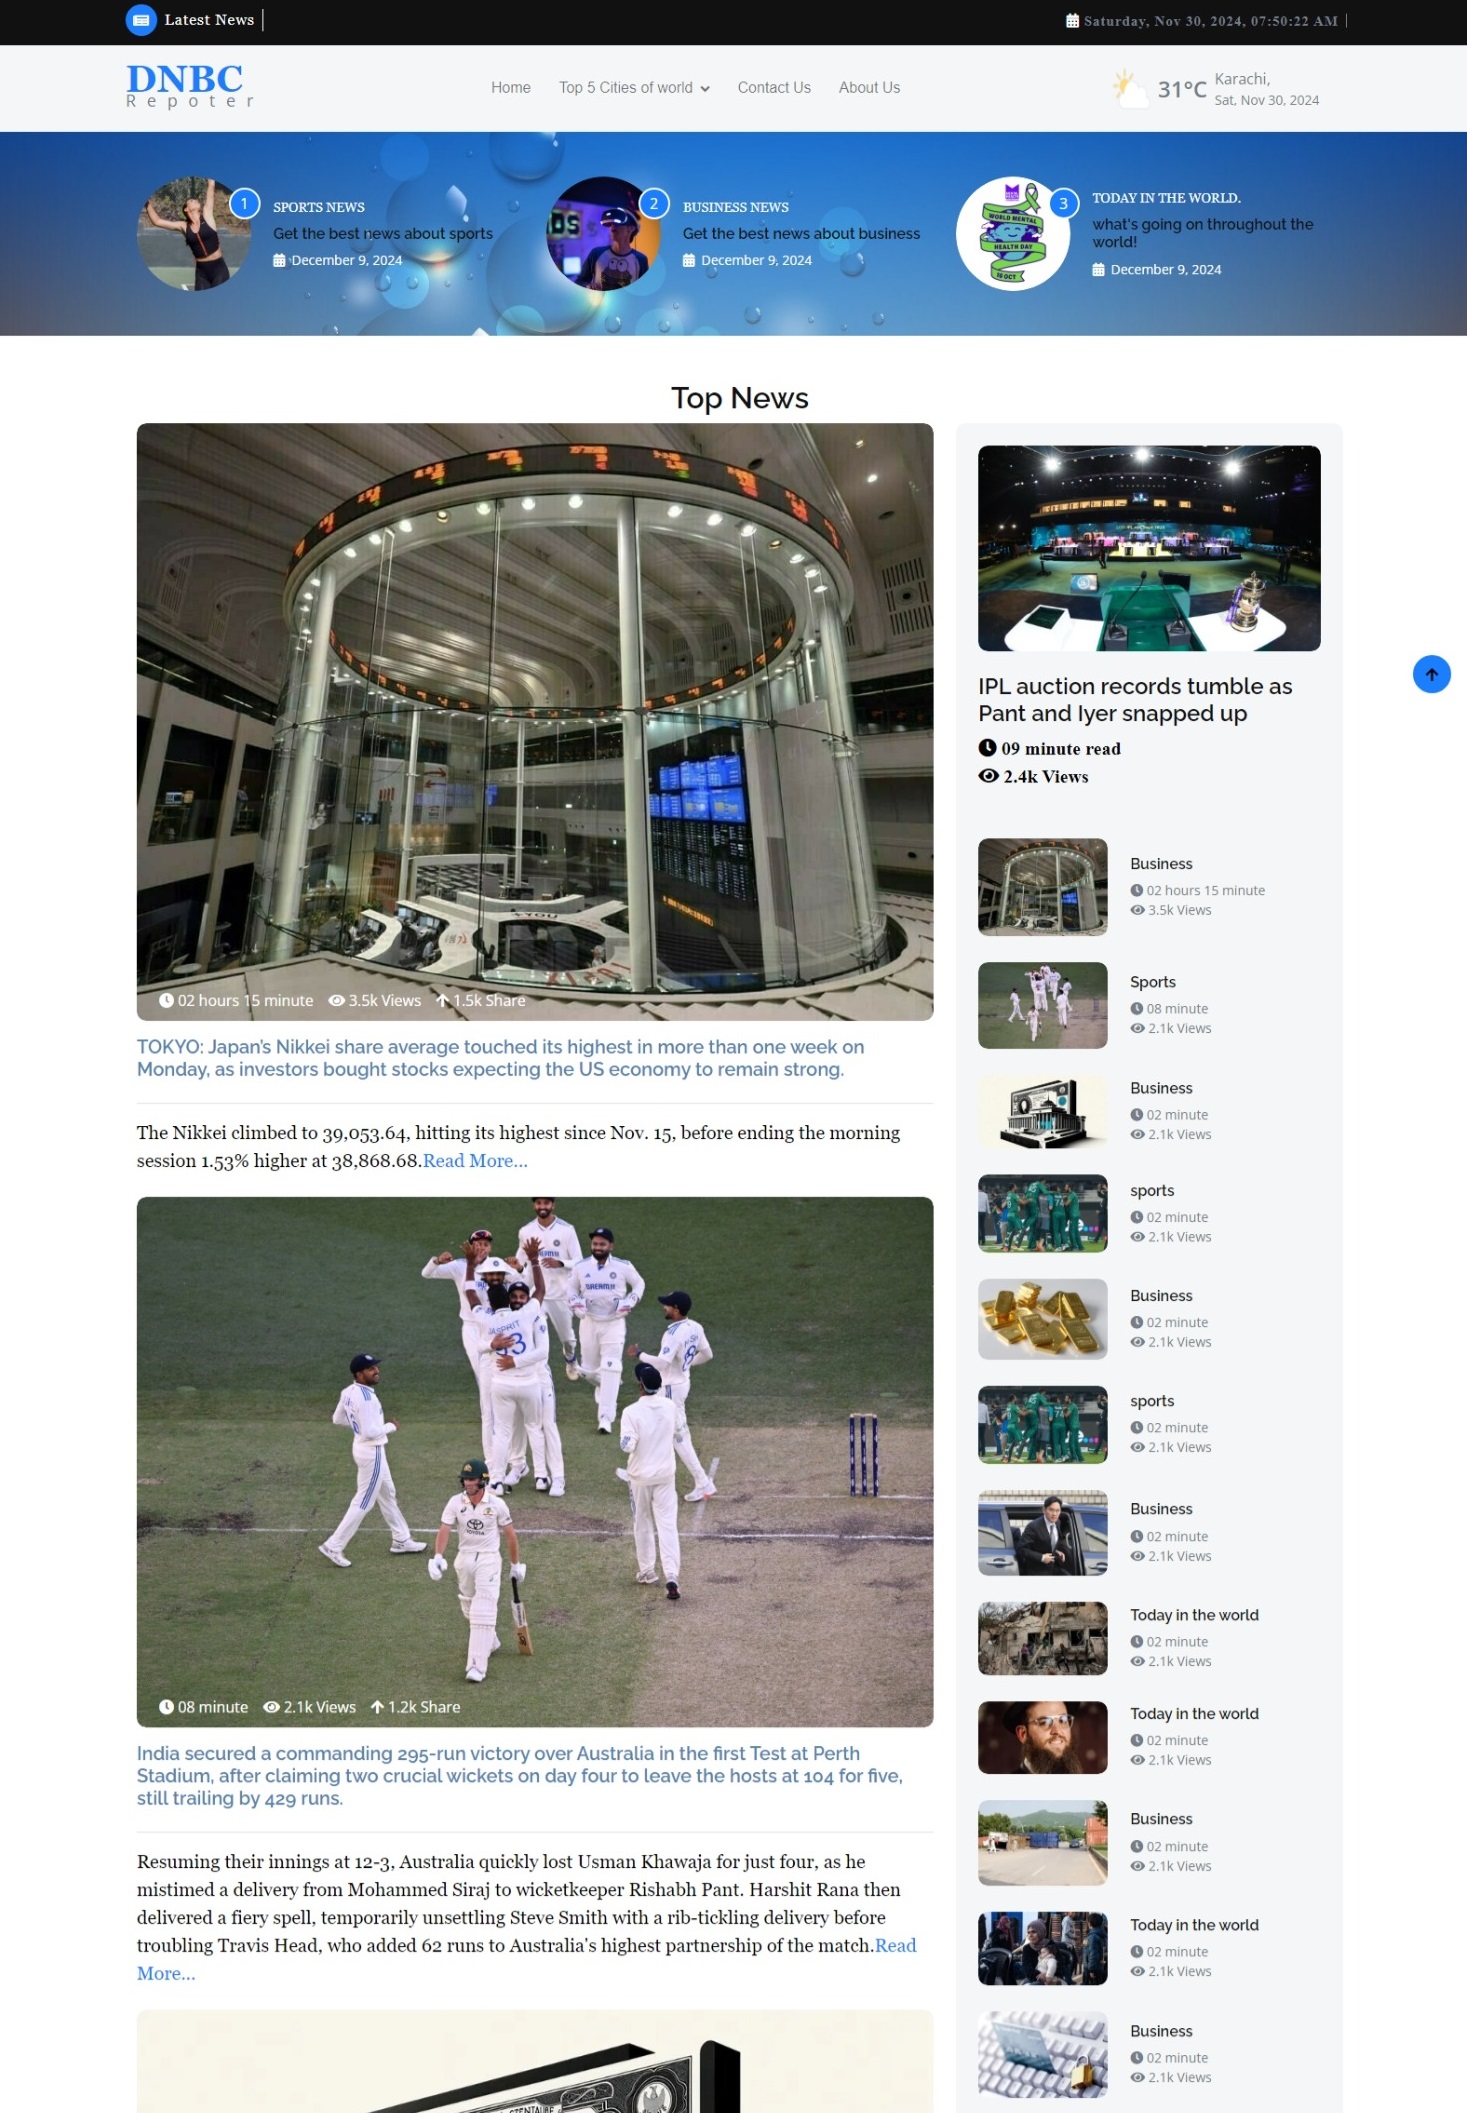 Latest News
Saturday, Nov 30, 2024, 07:50:22 AM
DNBC
Repoter
Home
Top 5 Cities of world
Contact Us
About Us
31°C
Karachi,
Sat, Nov 30, 2024
1
SPORTS NEWS
Get the best news about sports
December 9, 2024
2
BUSINESS NEWS
Get the best news about business
December 9, 2024
WORLD MENTAL
HEALTH DAY
10 OCT
3
TODAY IN THE WORLD.
what's going on throughout the
world!
December 9, 2024
Top News
02 hours 15 minute
3.5k Views
1.5k Share
TOKYO: Japan's Nikkei share average touched its highest in more than one week on
Monday, as investors bought stocks expecting the US economy to remain strong.
The Nikkei climbed to 39,053.64, hitting its highest since Nov. 15, before ending the morning
session 1.53% higher at 38,868.68.Read More...
JASPRIT
93
TOYOTA
08 minute
2.1k Views
1.2k Share
India secured a commanding 295-run victory over Australia in the first Test at Perth
Stadium, after claiming two crucial wickets on day four to leave the hosts at 104 for five,
still trailing by 429 runs.
Resuming their innings at 12-3, Australia quickly lost Usman Khawaja for just four, as he
mistimed a delivery from Mohammed Siraj to wicketkeeper Rishabh Pant. Harshit Rana then
delivered a fiery spell, temporarily unsettling Steve Smith with a rib-tickling delivery before
troubling Travis Head, who added 62 runs to Australia's highest partnership of the match.Read
More...
IPL auction records tumble as
Pant and Iyer snapped up
09 minute read
2.4k Views
Business
02 hours 15 minute
3.5k Views
Sports
08 minute
2.1k Views
Business
02 minute
2.1k Views
sports
02 minute
2.1k Views
Business
02 minute
2.1k Views
sports
02 minute
2.1k Views
Business
02 minute
2.1k Views
Today in the world
02 minute
2.1k Views
Today in the world
02 minute
2.1k Views
Business
02 minute
2.1k Views
Today in the world
02 minute
2.1k Views
Business
02 minute
2.1k Views